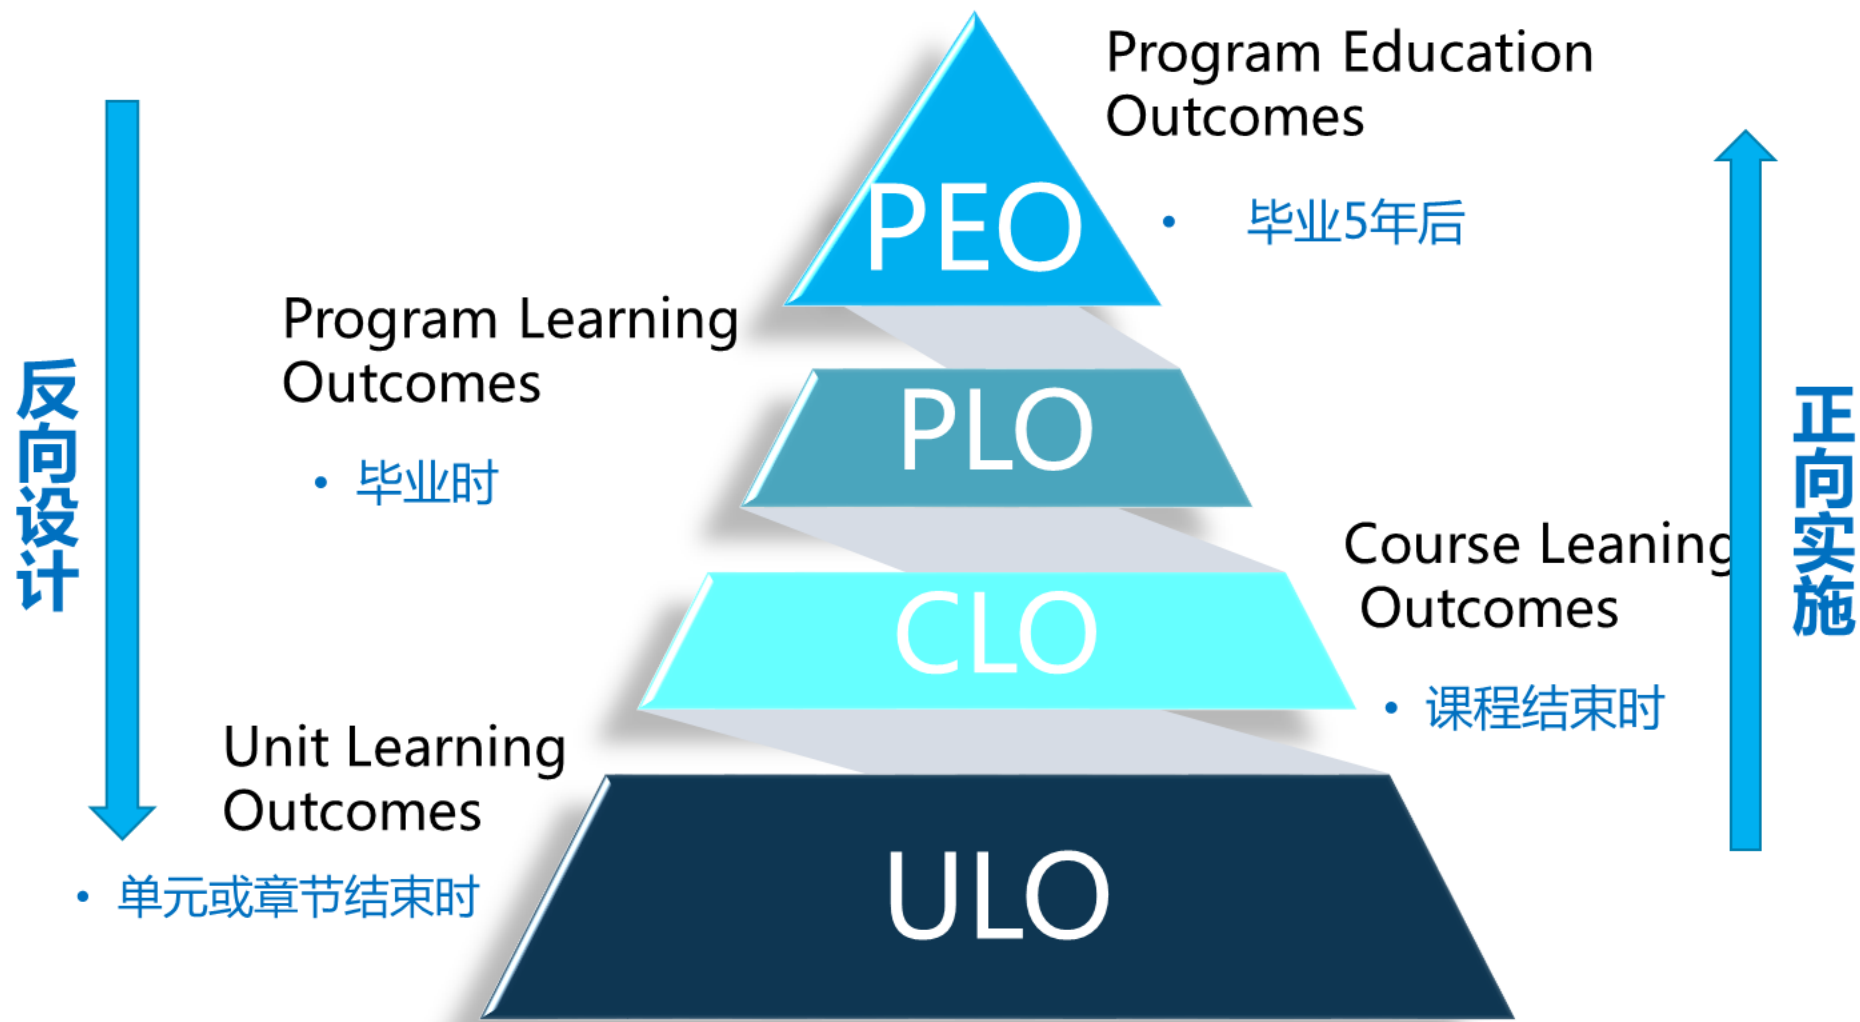 Program Education
Outcomes
PEO
• 毕业5年后
Program Learning
Outcomes
PLO
• 毕业时
反向设计
正向实施
Course Leaning
Outcomes
CLO
• 课程结束时
Unit Learning
Outcomes
ULO
• 单元或章节结束时